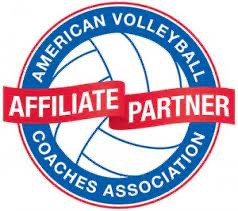 AMERICAN VOLLEYBALL
AFFILIATE PARTNER
COACHES ASSOCIATION